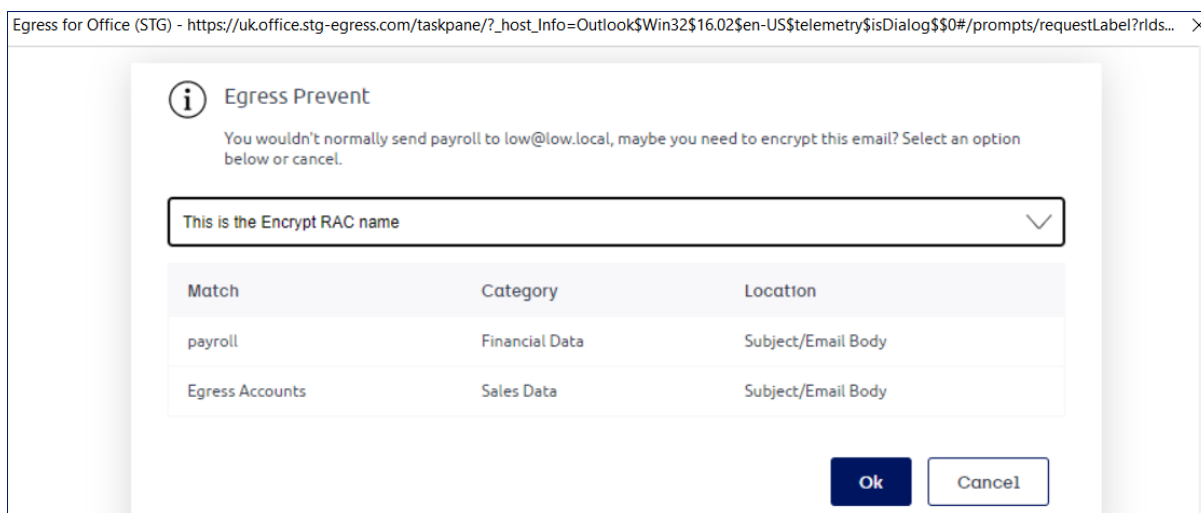 Egress for Office (STG) - https://uk.office.stg-egress.com/taskpane/?_host_Info=Outlook$Win32$16.02$en-US$telemetry$isDialog$$0#/prompts/requestLabel?rIds...
Egress Prevent
You wouldn't normally send payroll to low@low.local, maybe you need to encrypt this email? Select an option
below or cancel.
This is the Encrypt RAC name
Match Category Location
payroll Financial Data Subject/Email Body
Egress Accounts Sales Data Subject/Email Body
Ok Cancel